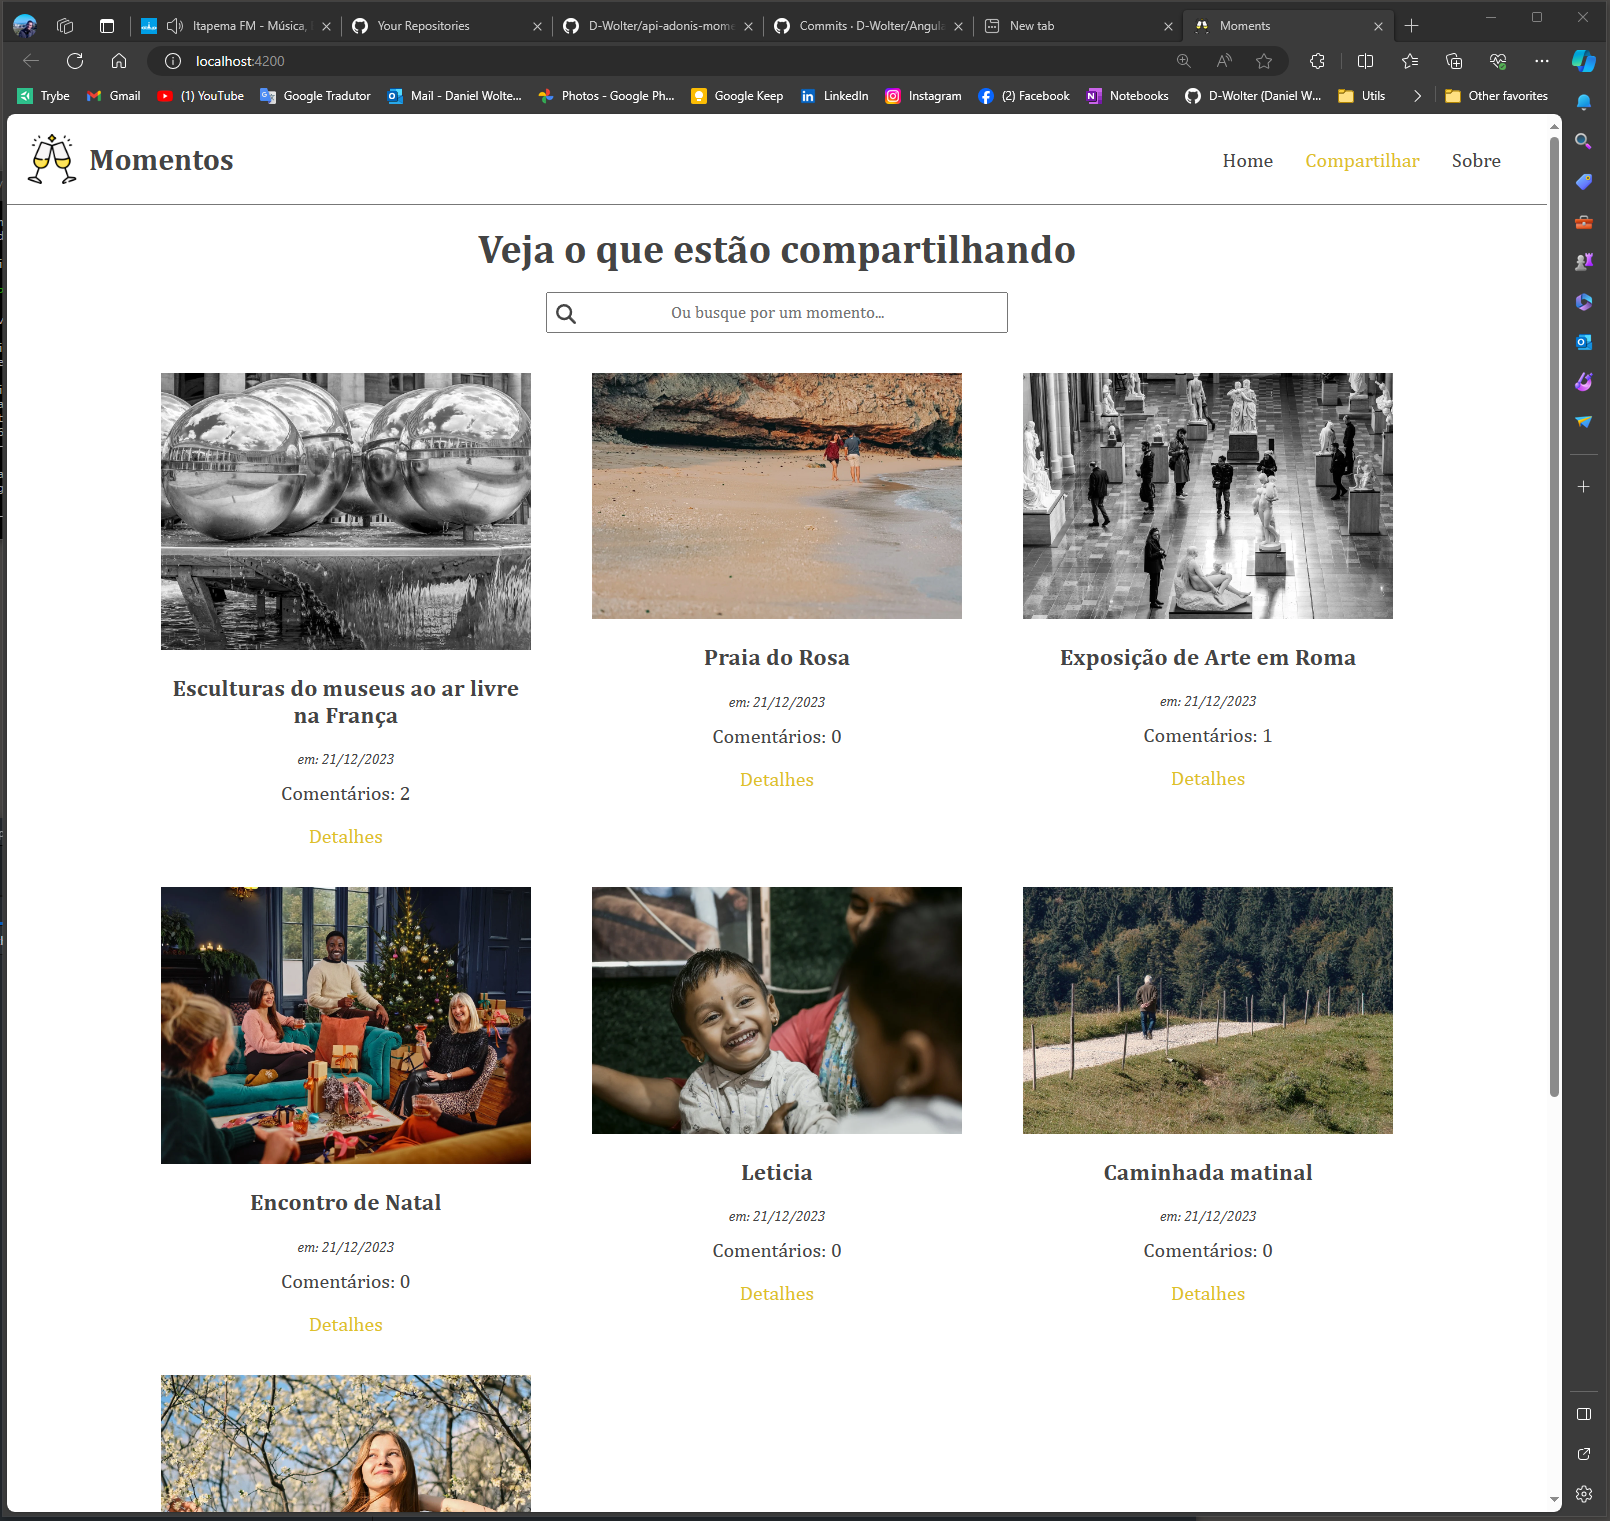 Itapema FM - Música,
Your Repositories
D-Wolter/api-adonis-mome
Commits · D-Wolter/Angula
New tab
Moments
localhost:4200
Trybe
Gmail
(1) YouTube
Google Tradutor
Mail - Daniel Wolte...
Photos - Google Ph...
Google Keep
LinkedIn
Instagram
(2) Facebook
Notebooks
D-Wolter (Daniel W...
Utils
Other favorites
Momentos
Home
Compartilhar
Sobre
Veja o que estão compartilhando
Ou busque por um momento...
Esculturas do museus ao ar livre
na França
em: 21/12/2023
Comentários: 2
Detalhes
Praia do Rosa
em: 21/12/2023
Comentários: 0
Detalhes
Exposição de Arte em Roma
em: 21/12/2023
Comentários: 1
Detalhes
Encontro de Natal
em: 21/12/2023
Comentários: 0
Detalhes
Leticia
em: 21/12/2023
Comentários: 0
Detalhes
Caminhada matinal
em: 21/12/2023
Comentários: 0
Detalhes